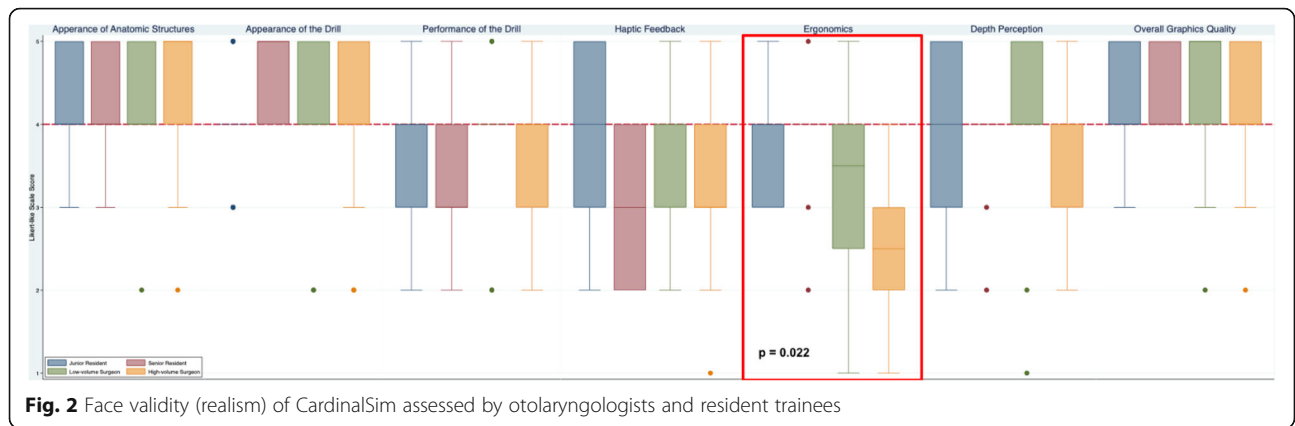 Apperance of Anatomic Structures
Appearance of the Drill
Performance of the Drill
Haptic Feedback
Ergonomics
Depth Perception
Overall Graphics Quality
Likert-like Scale Score
5
4
3
2
1
p = 0.022
Junior Resident
Senior Resident
Low-volume Surgeon
High-volume Surgeon
Fig. 2 Face validity (realism) of CardinalSim assessed by otolaryngologists and resident trainees